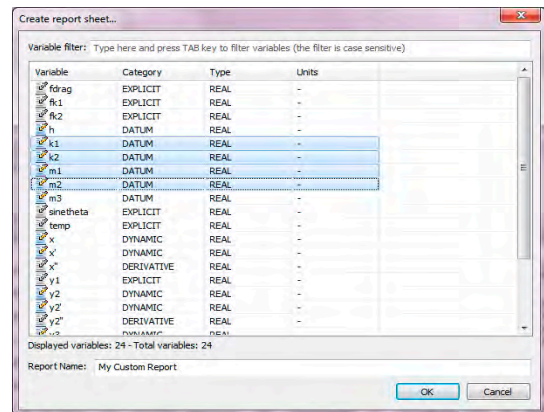 Create report sheet...
Variable filter: Type here and press TAB key to filter variables (the filter is case sensitive)
Variable Category Type Units
fdrag EXPLICIT REAL -
fk1 EXPLICIT REAL -
fk2 EXPLICIT REAL -
h DATUM REAL -
k1 DATUM REAL -
k2 DATUM REAL -
m1 DATUM REAL -
m2 DATUM REAL -
m3 DATUM REAL -
sinetheta EXPLICIT REAL -
temp EXPLICIT REAL -
x DYNAMIC REAL -
x' DYNAMIC REAL -
x'' DERIVATIVE REAL -
y1 EXPLICIT REAL -
y2 DYNAMIC REAL -
y2' DYNAMIC REAL -
y2'' DERIVATIVE REAL -
y3 DYNAMIC REAL -
Displayed variables: 24 - Total variables: 24
Report Name: My Custom Report
OK Cancel